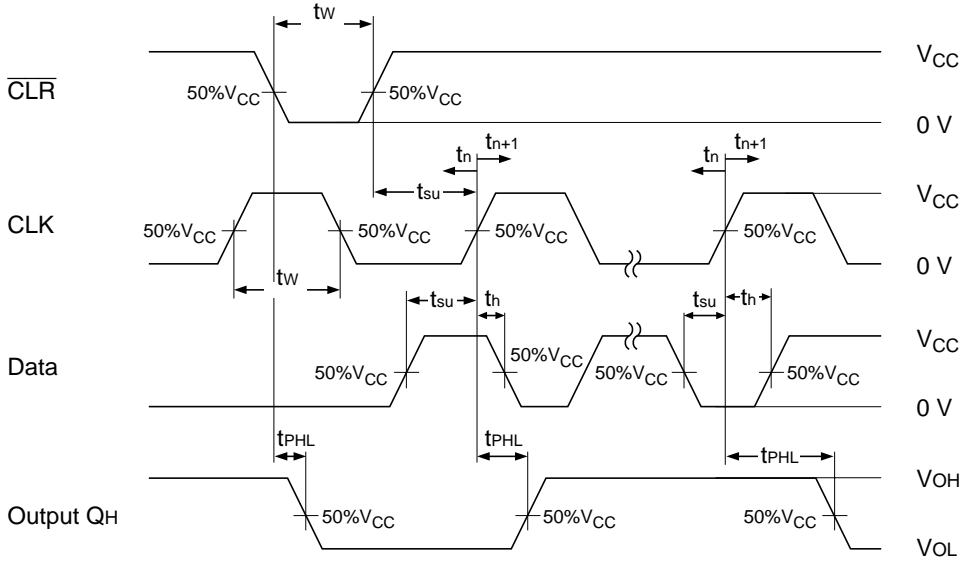 tW
VCC
CLR
50%VCC
50%VCC
0 V
tn
tn+1
tn
tn+1
tsu
VCC
CLK
50%VCC
50%VCC
50%VCC
50%VCC
0 V
tW
tsu
th
tsu
th
VCC
Data
50%VCC
50%VCC
50%VCC
50%VCC
0 V
tPHL
tPHL
tPHL
VOH
Output QH
50%VCC
50%VCC
50%VCC
VOL